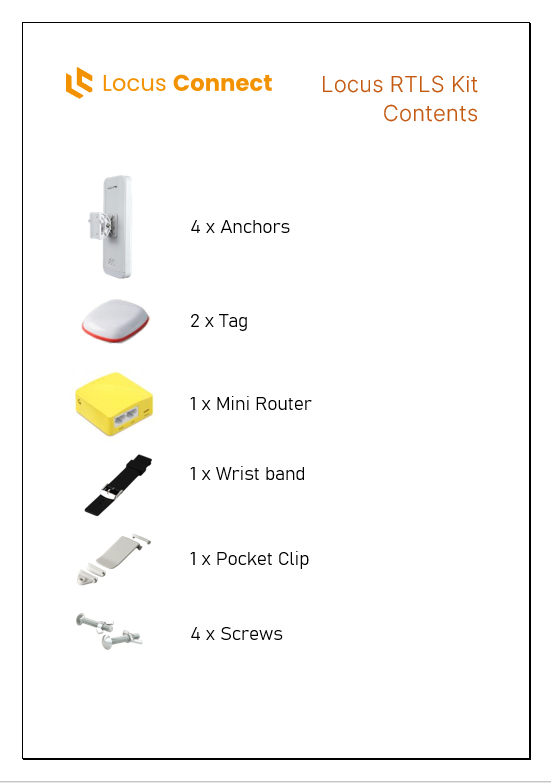 Locus Connect
Locus RTLS Kit
Contents
4 x Anchors
2 x Tag
1 x Mini Router
1 x Wrist band
1 x Pocket Clip
4 x Screws